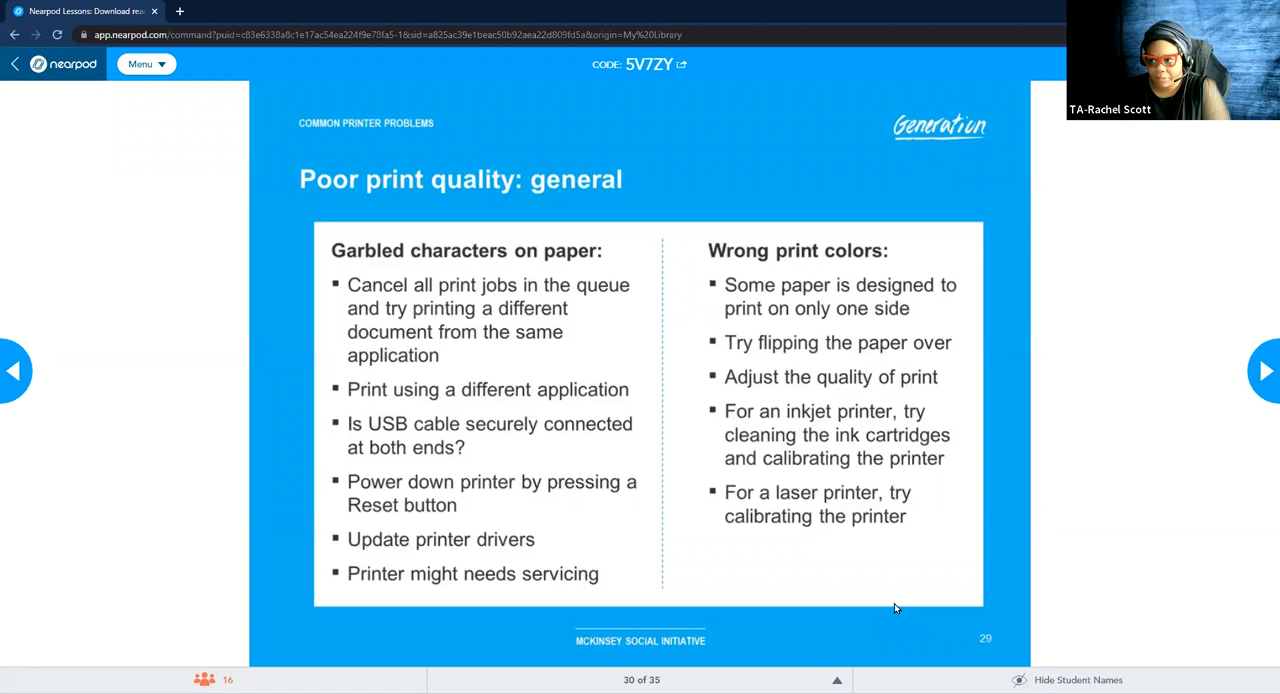 Nearpod Lessons: Download rea
app.nearpod.com/command?puid=c83e6338a8c1e17ac54ea224f9e78fa5-1&sid=a825ac39e1beac50b92aea22d809fd5a&origin=My%20Library
nearpod
Menu
CODE: 5V7ZY
TA-Rachel Scott
COMMON PRINTER PROBLEMS
Generation
Poor print quality: general
Garbled characters on paper:
▪ Cancel all print jobs in the queue
and try printing a different
document from the same
application
▪ Print using a different application
▪ Is USB cable securely connected
at both ends?
▪ Power down printer by pressing a
Reset button
▪ Update printer drivers
▪ Printer might needs servicing
Wrong print colors:
▪ Some paper is designed to
print on only one side
▪ Try flipping the paper over
▪ Adjust the quality of print
▪ For an inkjet printer, try
cleaning the ink cartridges
and calibrating the printer
▪ For a laser printer, try
calibrating the printer
MCKINSEY SOCIAL INITIATIVE
29
16
30 of 35
Hide Student Names